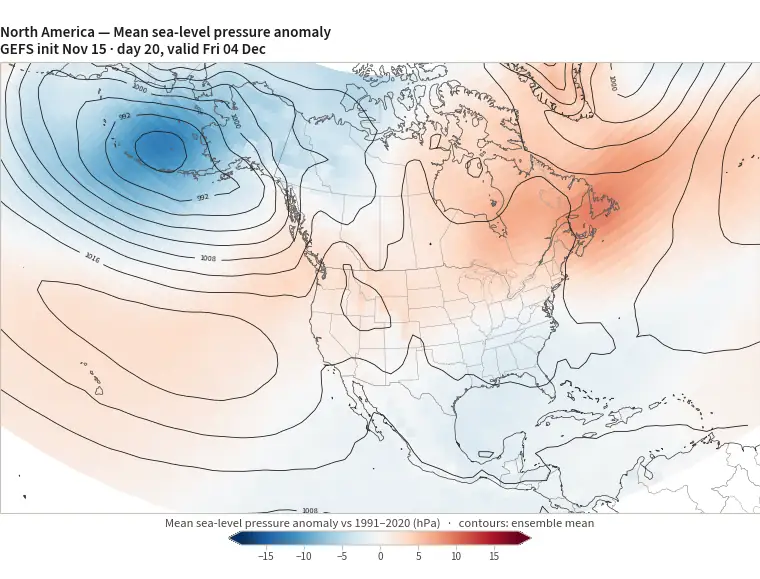 North America — Mean sea-level pressure anomaly
GEFS init Nov 15 · day 20, valid Fri 04 Dec
1000
1000
992
1000
992
1016
1008
1008
Mean sea-level pressure anomaly vs 1991–2020 (hPa) · contours: ensemble mean
−15 −10 −5 0 5 10 15